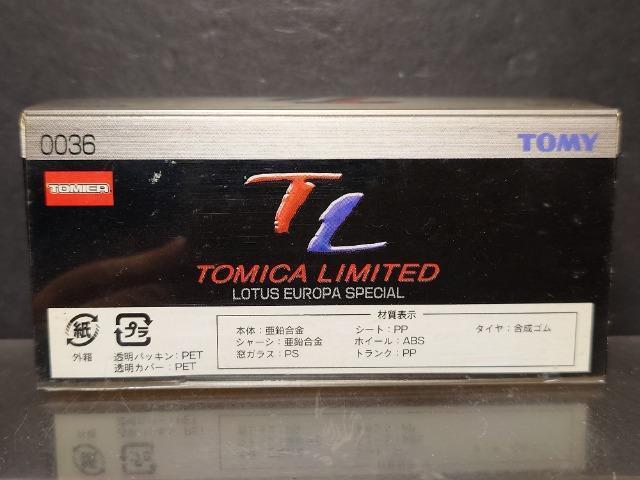 0036
TOMY
TOMICA
TL
TOMICA LIMITED
LOTUS EUROPA SPECIAL
紙
外箱
プラ
透明パッキン：PET
透明カバー：PET
材質表示
本体：亜鉛合金
シャーシ：亜鉛合金
窓ガラス：PS
シート：PP
ホイール：ABS
トランク：PP
タイヤ：合成ゴム